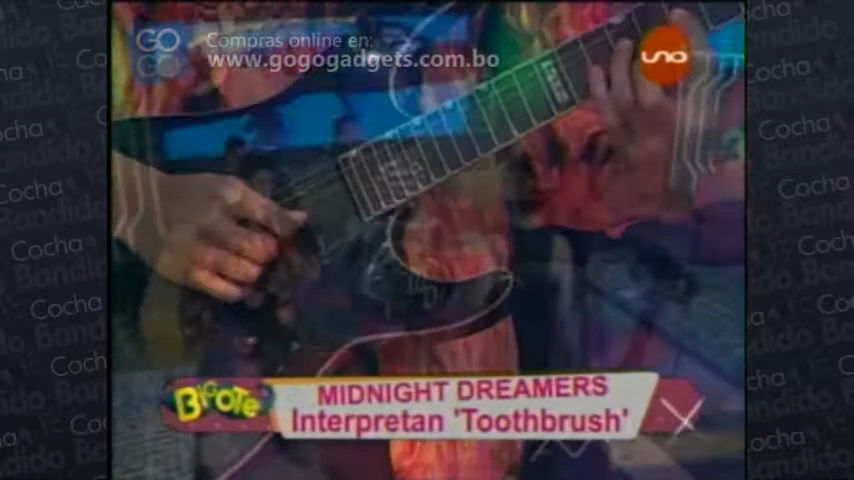 GO
GO
Compras online en:
www.gogogadgets.com.bo
uno
BiGOTe
MIDNIGHT DREAMERS
Interpretan 'Toothbrush'
Cocha
Bandido